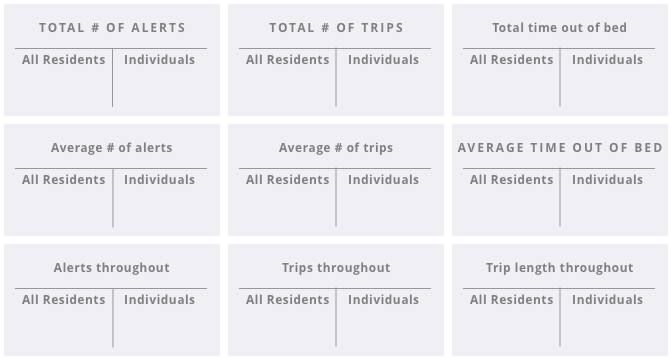 TOTAL # OF ALERTS
All Residents Individuals
TOTAL # OF TRIPS
All Residents Individuals
Total time out of bed
All Residents Individuals
Average # of alerts
All Residents Individuals
Average # of trips
All Residents Individuals
AVERAGE TIME OUT OF BED
All Residents Individuals
Alerts throughout
All Residents Individuals
Trips throughout
All Residents Individuals
Trip length throughout
All Residents Individuals